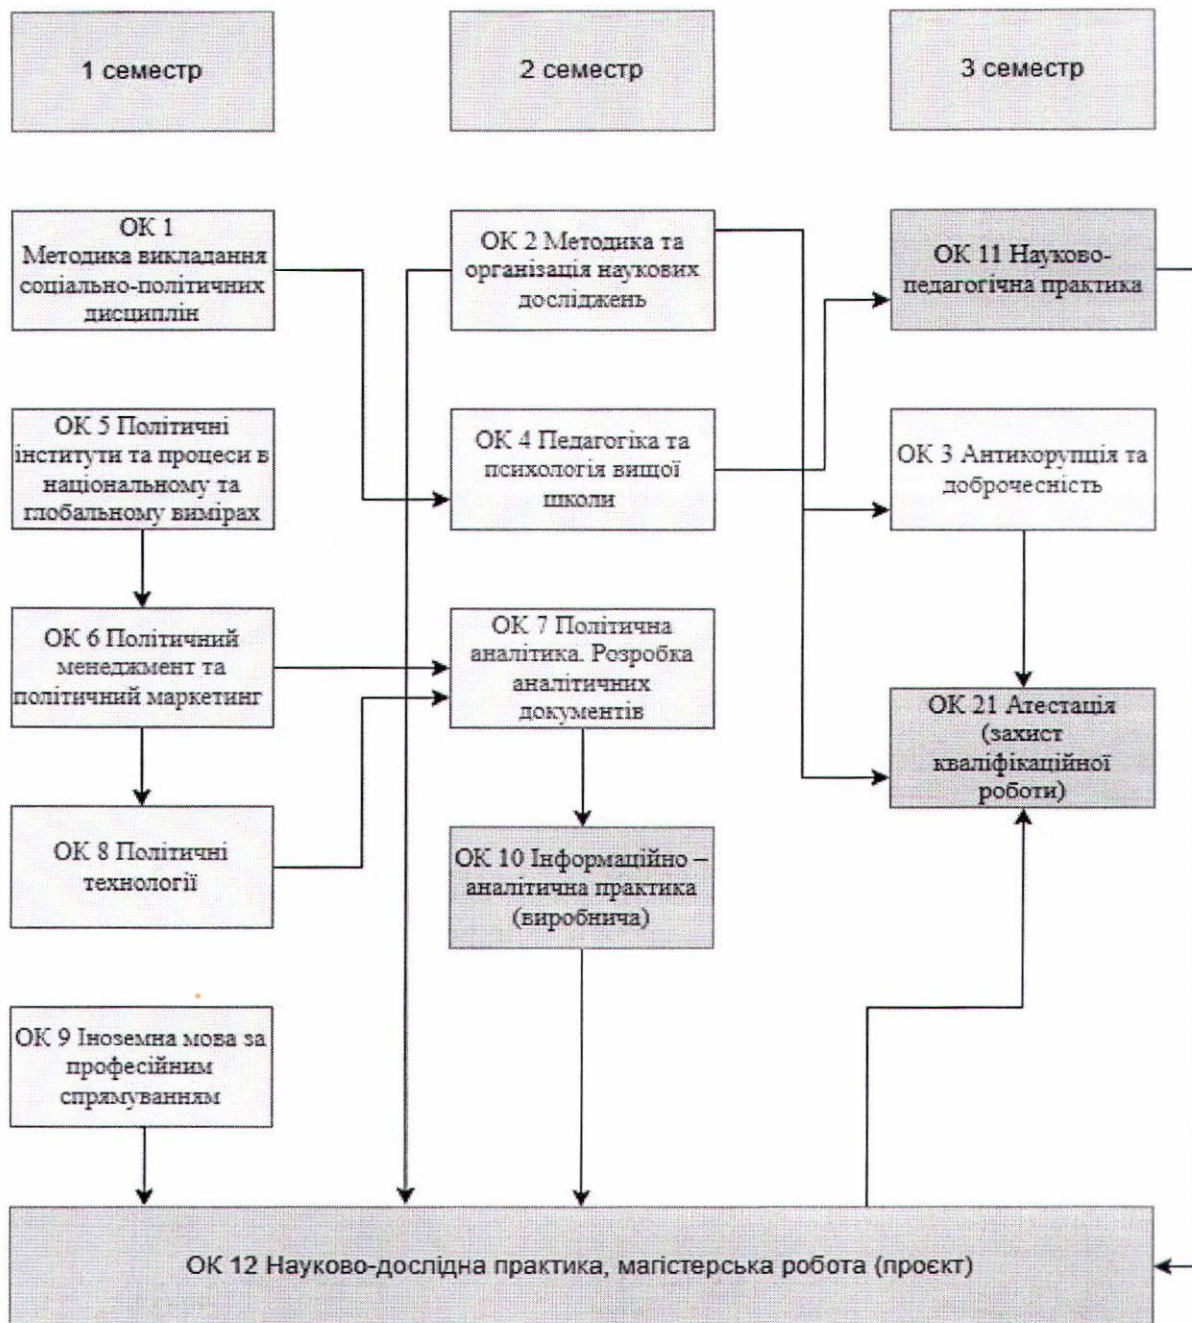 1 семестр
2 семестр
3 семестр
ОК 1
Методика викладання
соціально-політичних
дисциплін
ОК 2 Методика та
організація наукових
досліджень
ОК 11 Науково-
педагогічна практика
ОК 5 Політичні
інститути та процеси в
національному та
глобальному вимірах
ОК 4 Педагогіка та
психологія вищої
школи
ОК 3 Антикорупція та
доброчесність
ОК 6 Політичний
менеджмент та
політичний маркетинг
ОК 7 Політична
аналітика. Розробка
аналітичних
документів
ОК 21 Атестація
(захист
кваліфікаційної
роботи)
ОК 8 Політичні
технології
ОК 10 Інформаційно –
аналітична практика
(виробнича)
ОК 9 Іноземна мова за
професійним
спрямуванням
ОК 12 Науково-дослідна практика, магістерська робота (проєкт)